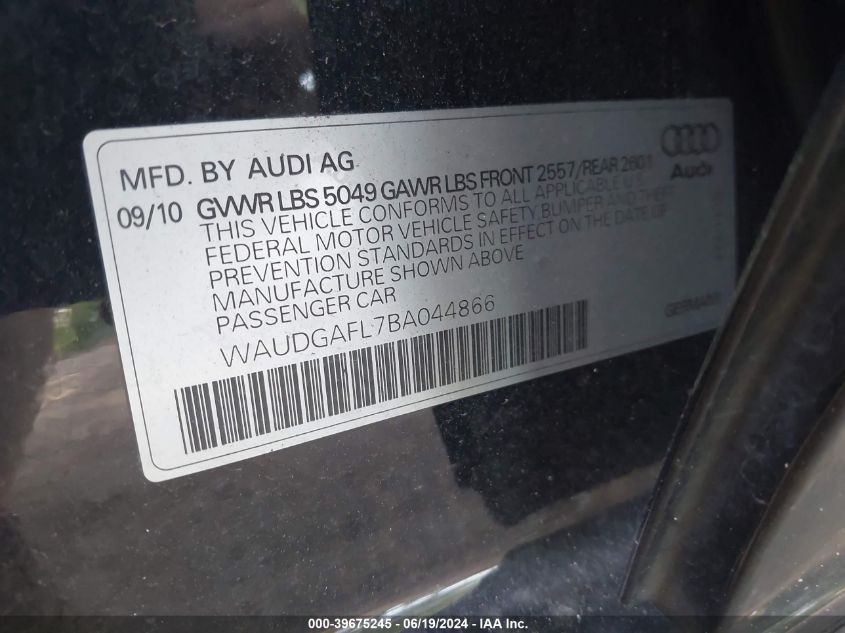 MFD. BY AUDI AG
09/10 GVWR LBS 5049 GAWR LBS FRONT 2557/REAR 2601
THIS VEHICLE CONFORMS TO ALL APPLICABLE U.S.
FEDERAL MOTOR VEHICLE SAFETY BUMPER AND THEFT
PREVENTION STANDARDS IN EFFECT ON THE DATE OF
MANUFACTURE SHOWN ABOVE
PASSENGER CAR
WAUDGAFL7BA044866
Audi
GERMANY
000-39675245 - 06/19/2024 - IAA Inc.